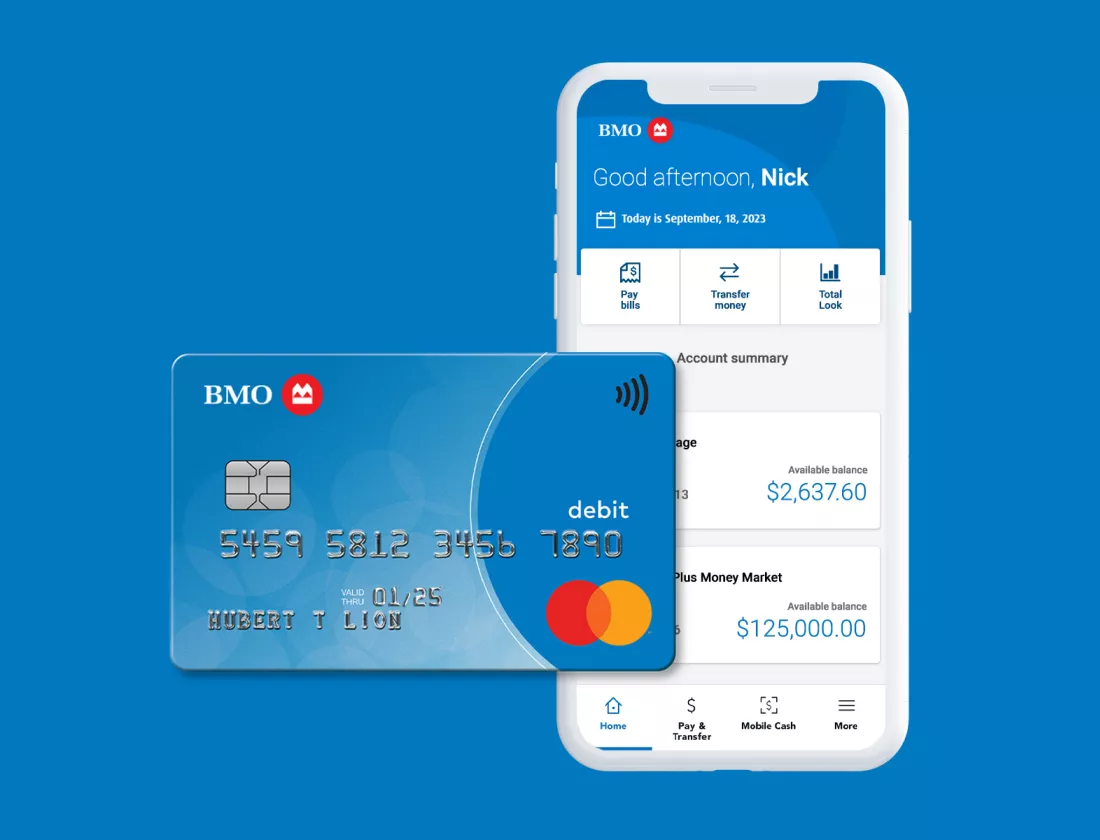 BMO
Good afternoon, Nick
Today is September, 18, 2023
Pay
bills
Transfer
money
Total
Look
Account summary
age
Available balance
13
$2,637.60
Plus Money Market
Available balance
6
$125,000.00
Home
Pay &
Transfer
Mobile Cash
More
BMO
debit
5459 5812 3456 7890
VALID
THRU 01/25
HUBERT T LION